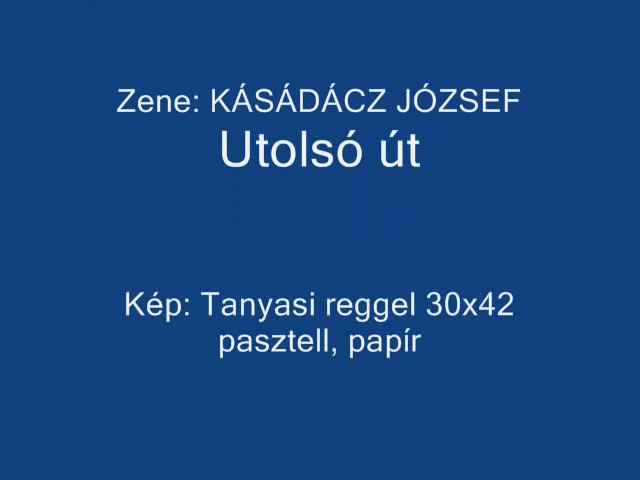 Zene: KÁSÁDÁCZ JÓZSEF
Utolsó út
Kép: Tanyasi reggel 30x42
pasztell, papír